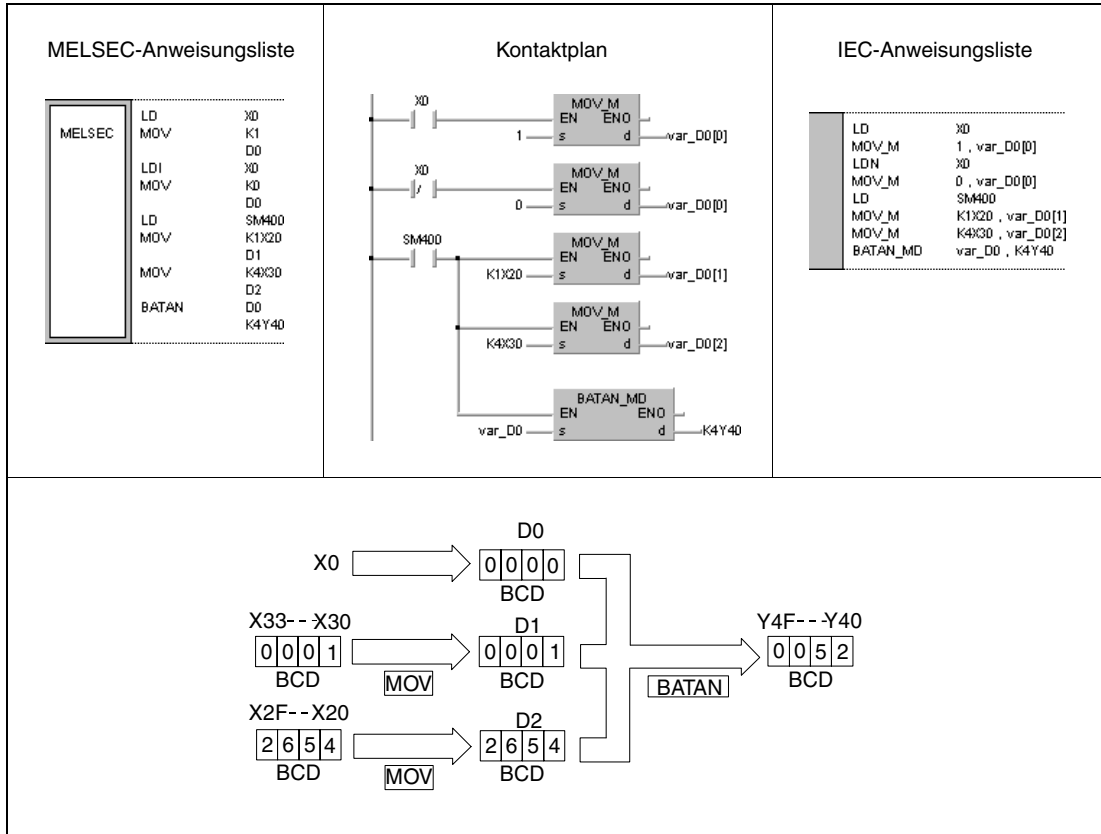 MELSEC-Anweisungsliste
MELSEC
LD X0
MOV K1
D0
LDI X0
MOV K0
D0
LD SM400
MOV K1X20
D1
MOV K4X30
D2
BATAN D0
K4Y40
Kontaktplan
X0
MOV_M
EN ENO
1 s d var_D0[0]
X0
MOV_M
EN ENO
0 s d var_D0[0]
SM400
MOV_M
EN ENO
K1X20 s d var_D0[1]
MOV_M
EN ENO
K4X30 s d var_D0[2]
BATAN_MD
EN ENO
var_D0 s d K4Y40
IEC-Anweisungsliste
LD X0
MOV_M 1 , var_D0[0]
LDN X0
MOV_M 0 , var_D0[0]
LD SM400
MOV_M K1X20 , var_D0[1]
MOV_M K4X30 , var_D0[2]
BATAN_MD var_D0 , K4Y40
D0
X0 0 0 0 0
BCD
X33---X30 D1 Y4F---Y40
0 0 0 1 0 0 0 1 0 0 5 2
BCD MOV BCD BATAN BCD
X2F--X20 D2
2 6 5 4 2 6 5 4
BCD MOV BCD